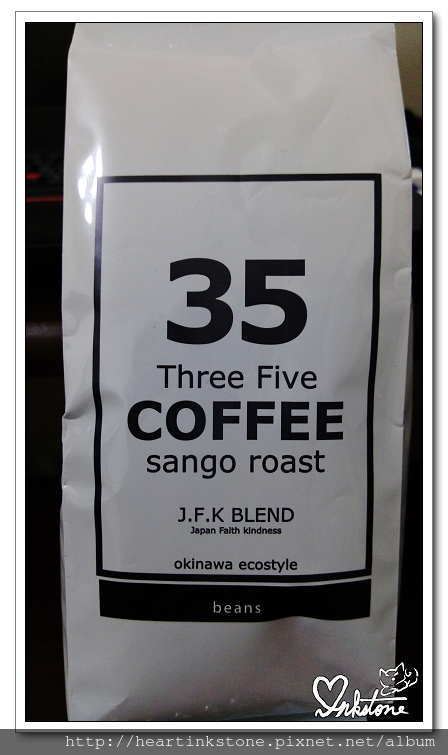 35
Three Five
COFFEE
sango roast
J.F.K BLEND
Japan Faith kindness
okinawa ecostyle
beans
Inkstone
http://heartinkstone.pixnet.net/album